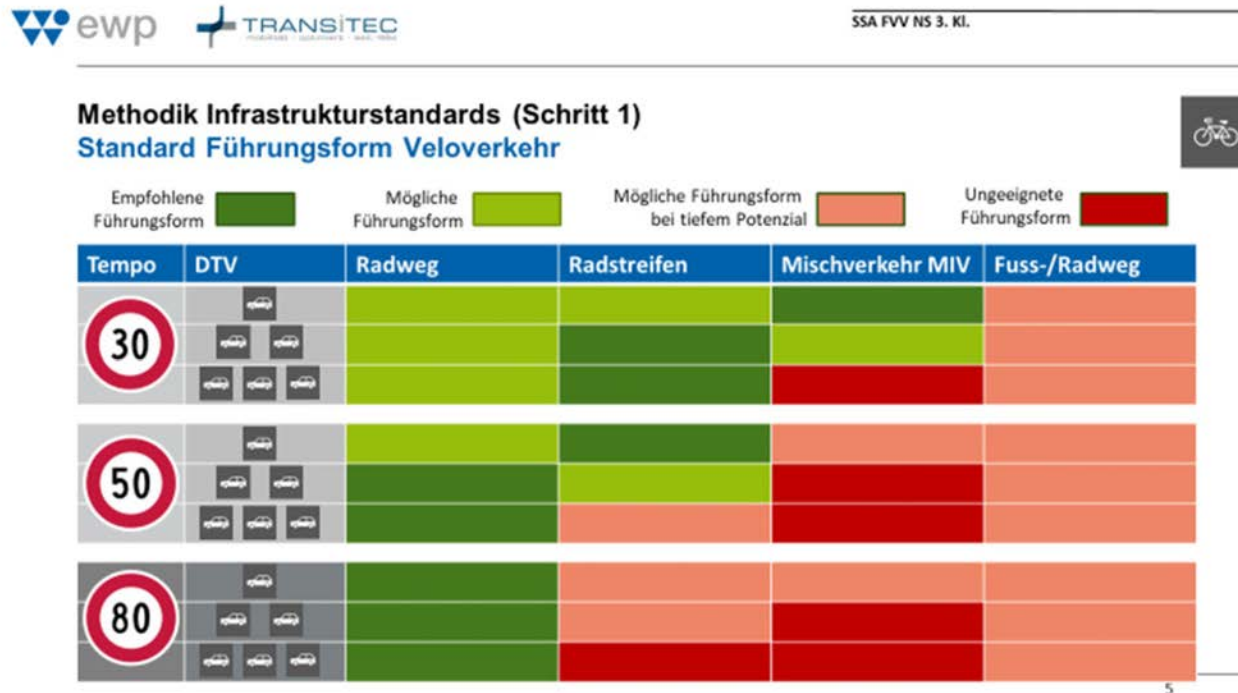 ewp
TRANSiTEC
SSA FVV NS 3. Kl.
Methodik Infrastrukturstandards (Schritt 1)
Standard Führungsform Veloverkehr
Empfohlene
Führungsform
Mögliche
Führungsform
Mögliche Führungsform
bei tiefem Potenzial
Ungeeignete
Führungsform
Tempo DTV Radweg Radstreifen Mischverkehr MIV Fuss-/Radweg
30
50
80
5